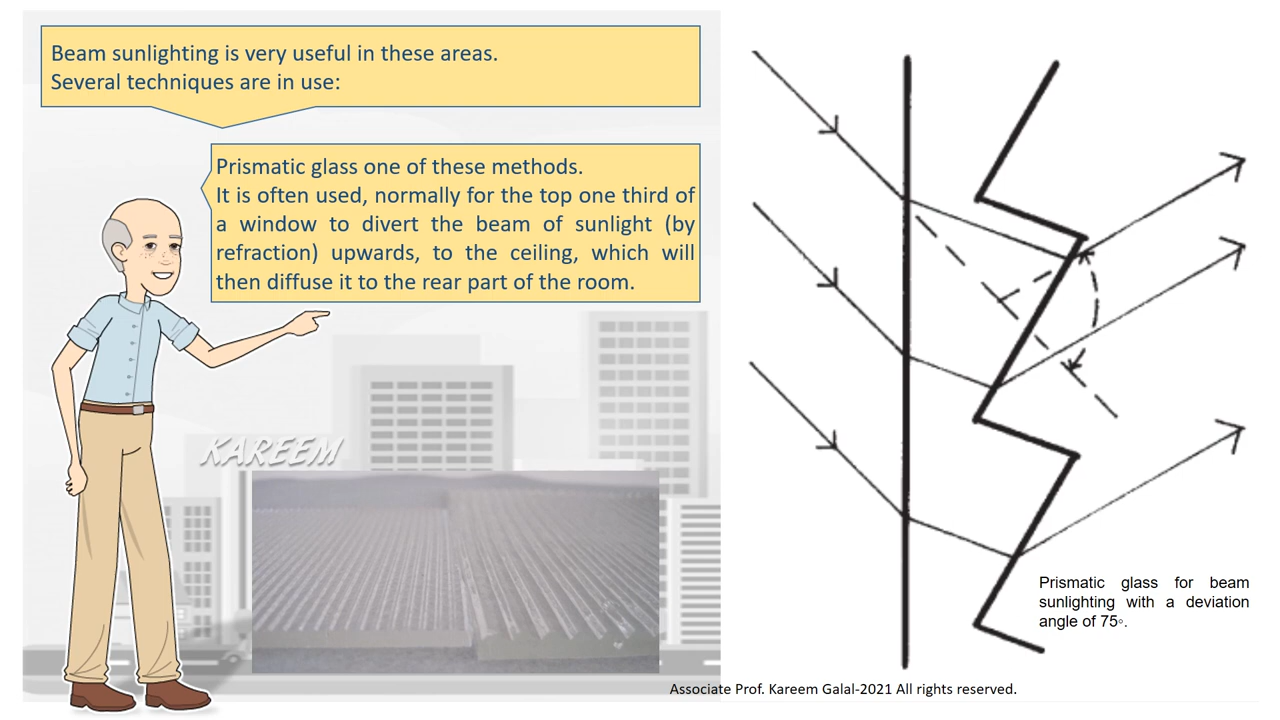 Beam sunlighting is very useful in these areas.
Several techniques are in use:
Prismatic glass one of these methods.
It is often used, normally for the top one third of
a window to divert the beam of sunlight (by
refraction) upwards, to the ceiling, which will
then diffuse it to the rear part of the room.
KAREEM
Prismatic glass for beam
sunlighting with a deviation
angle of 75◦.
Associate Prof. Kareem Galal-2021 All rights reserved.